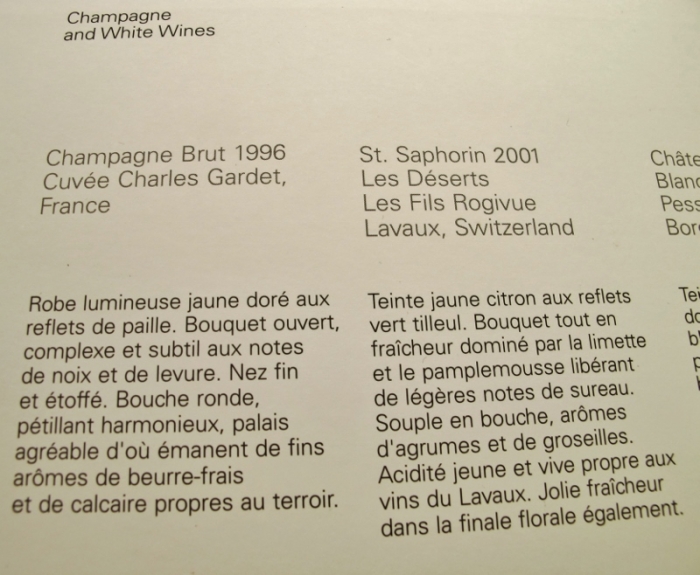 Champagne
and White Wines
Champagne Brut 1996
Cuvée Charles Gardet,
France
Robe lumineuse jaune doré aux
reflets de paille. Bouquet ouvert,
complexe et subtil aux notes
de noix et de levure. Nez fin
et étoffé. Bouche ronde,
pétillant harmonieux, palais
agréable d'où émanent de fins
arômes de beurre-frais
et de calcaire propres au terroir.
St. Saphorin 2001
Les Déserts
Les Fils Rogivue
Lavaux, Switzerland
Teinte jaune citron aux reflets
vert tilleul. Bouquet tout en
fraîcheur dominé par la limette
et le pamplemousse libérant
de légères notes de sureau.
Souple en bouche, arômes
d'agrumes et de groseilles.
Acidité jeune et vive propre aux
vins du Lavaux. Jolie fraîcheur
dans la finale florale également.